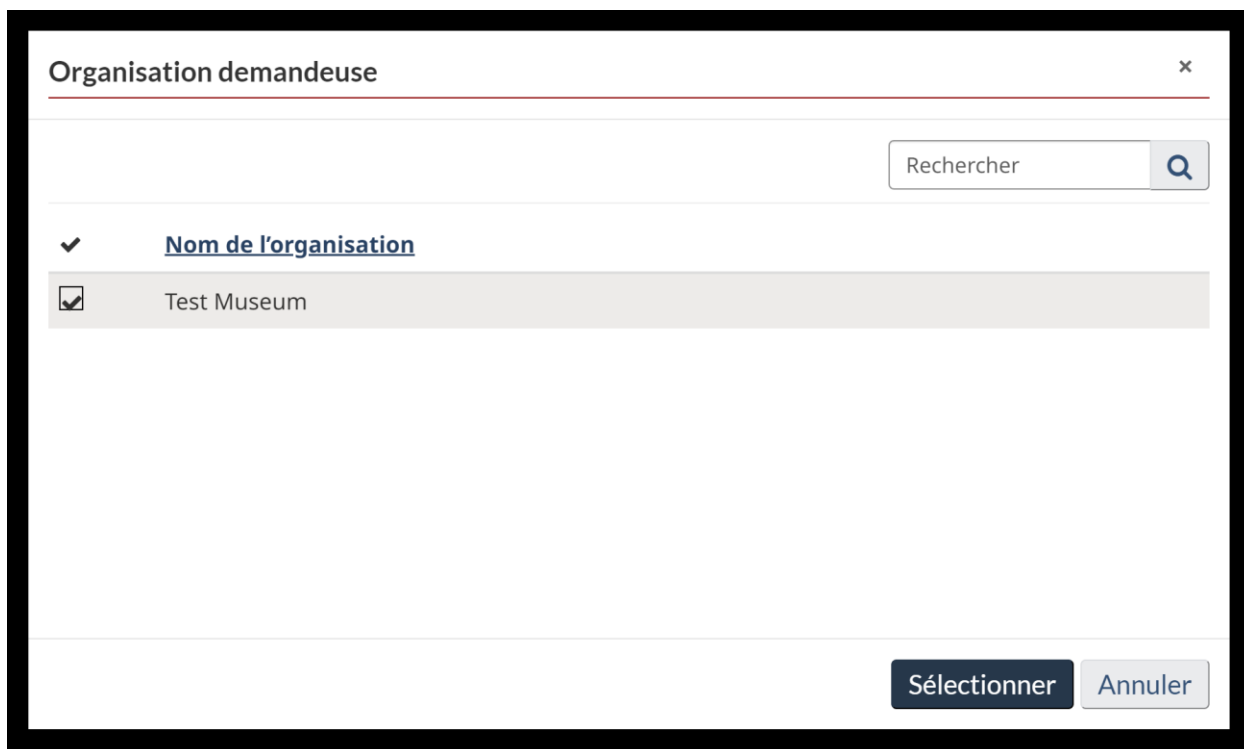 Organisation demandeuse ×
Rechercher
Nom de l’organisation
Test Museum
Sélectionner Annuler